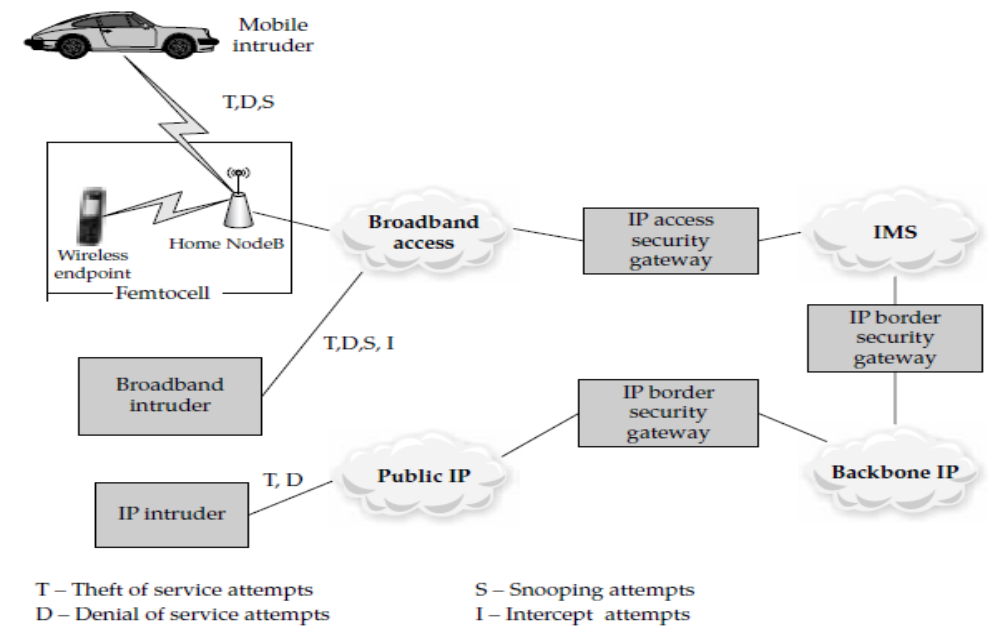 Mobile
intruder
T,D,S
Wireless
endpoint
Home NodeB
Femtocell
Broadband
access
IP access
security
gateway
IMS
IP border
security
gateway
T,D,S, I
Broadband
intruder
IP border
security
gateway
Backbone IP
Public IP
T, D
IP intruder
T – Theft of service attempts
D – Denial of service attempts
S – Snooping attempts
I – Intercept attempts